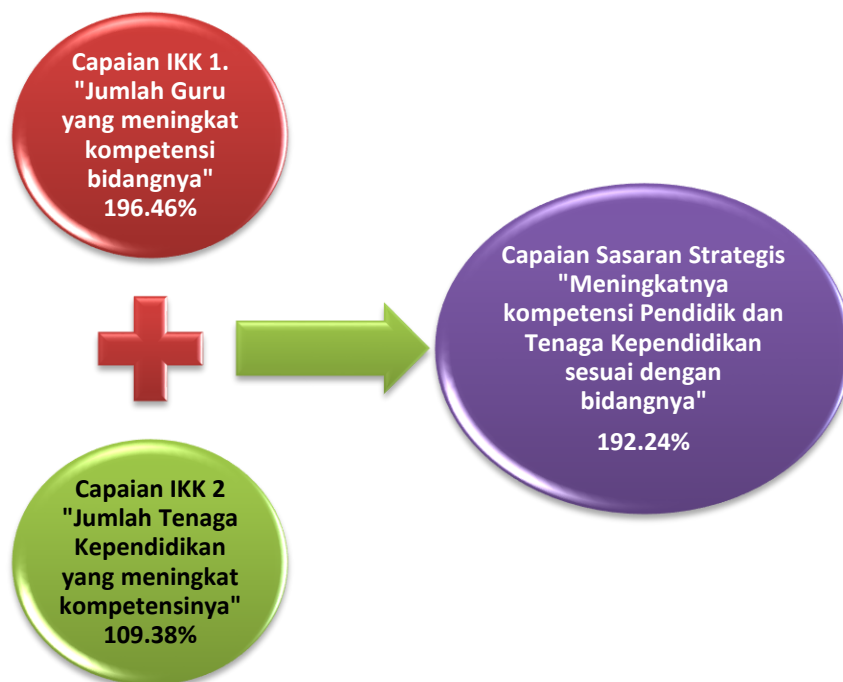 Capaian IKK 1.
"Jumlah Guru
yang meningkat
kompetensi
bidangnya"
196.46%
Capaian IKK 2
"Jumlah Tenaga
Kependidikan
yang meningkat
kompetensinya"
109.38%
Capaian Sasaran Strategis
"Meningkatnya
kompetensi Pendidik dan
Tenaga Kependidikan
sesuai dengan
bidangnya"
192.24%